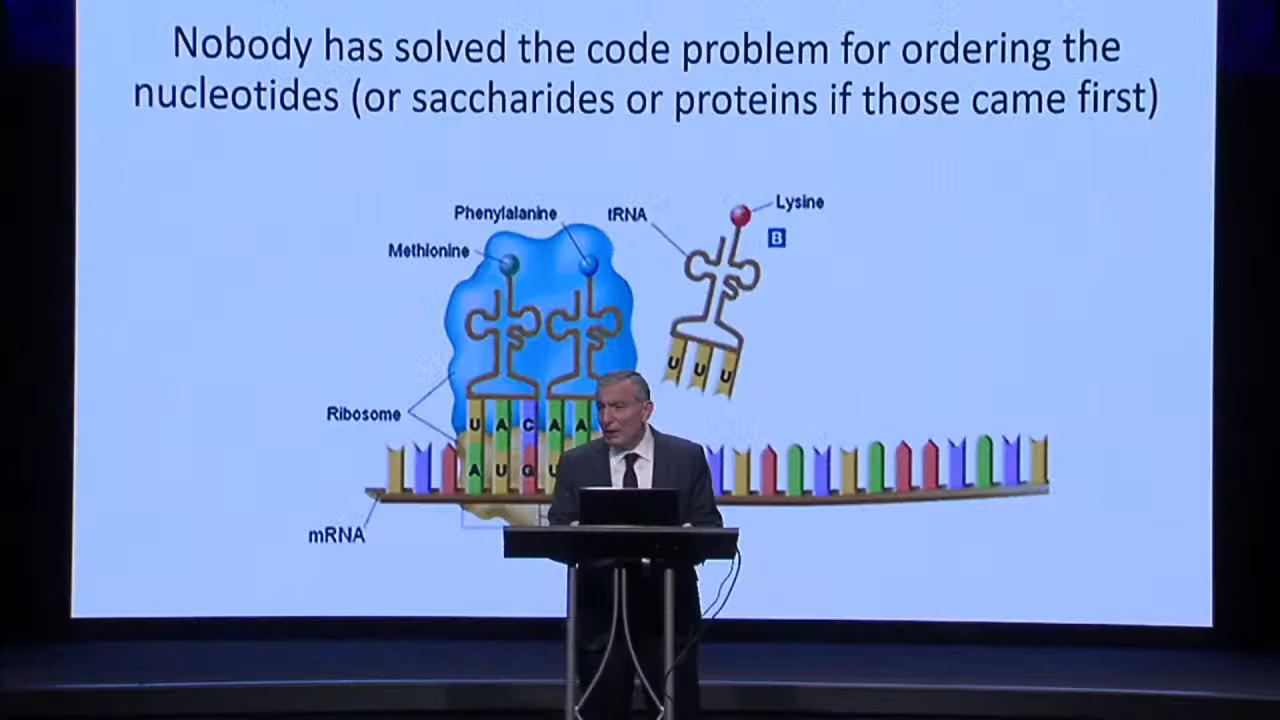 Nobody has solved the code problem for ordering the
nucleotides (or saccharides or proteins if those came first)
Phenylalanine
tRNA
Lysine
B
Methionine
U U U
Ribosome
U A C A A
A U G U
mRNA